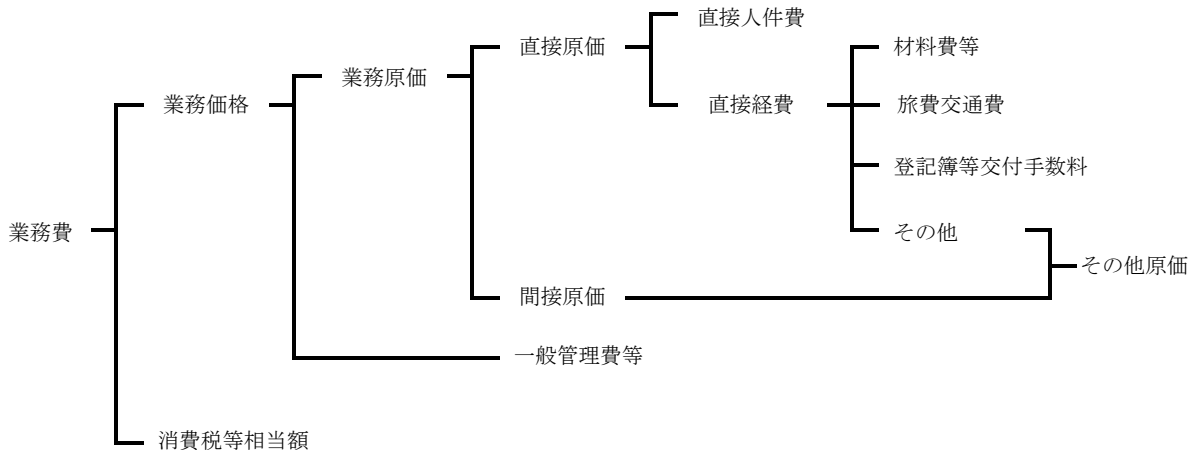 直接人件費
直接原価
材料費等
業務原価
業務価格
直接経費
旅費交通費
登記簿等交付手数料
業務費
その他
その他原価
間接原価
一般管理費等
消費税等相当額